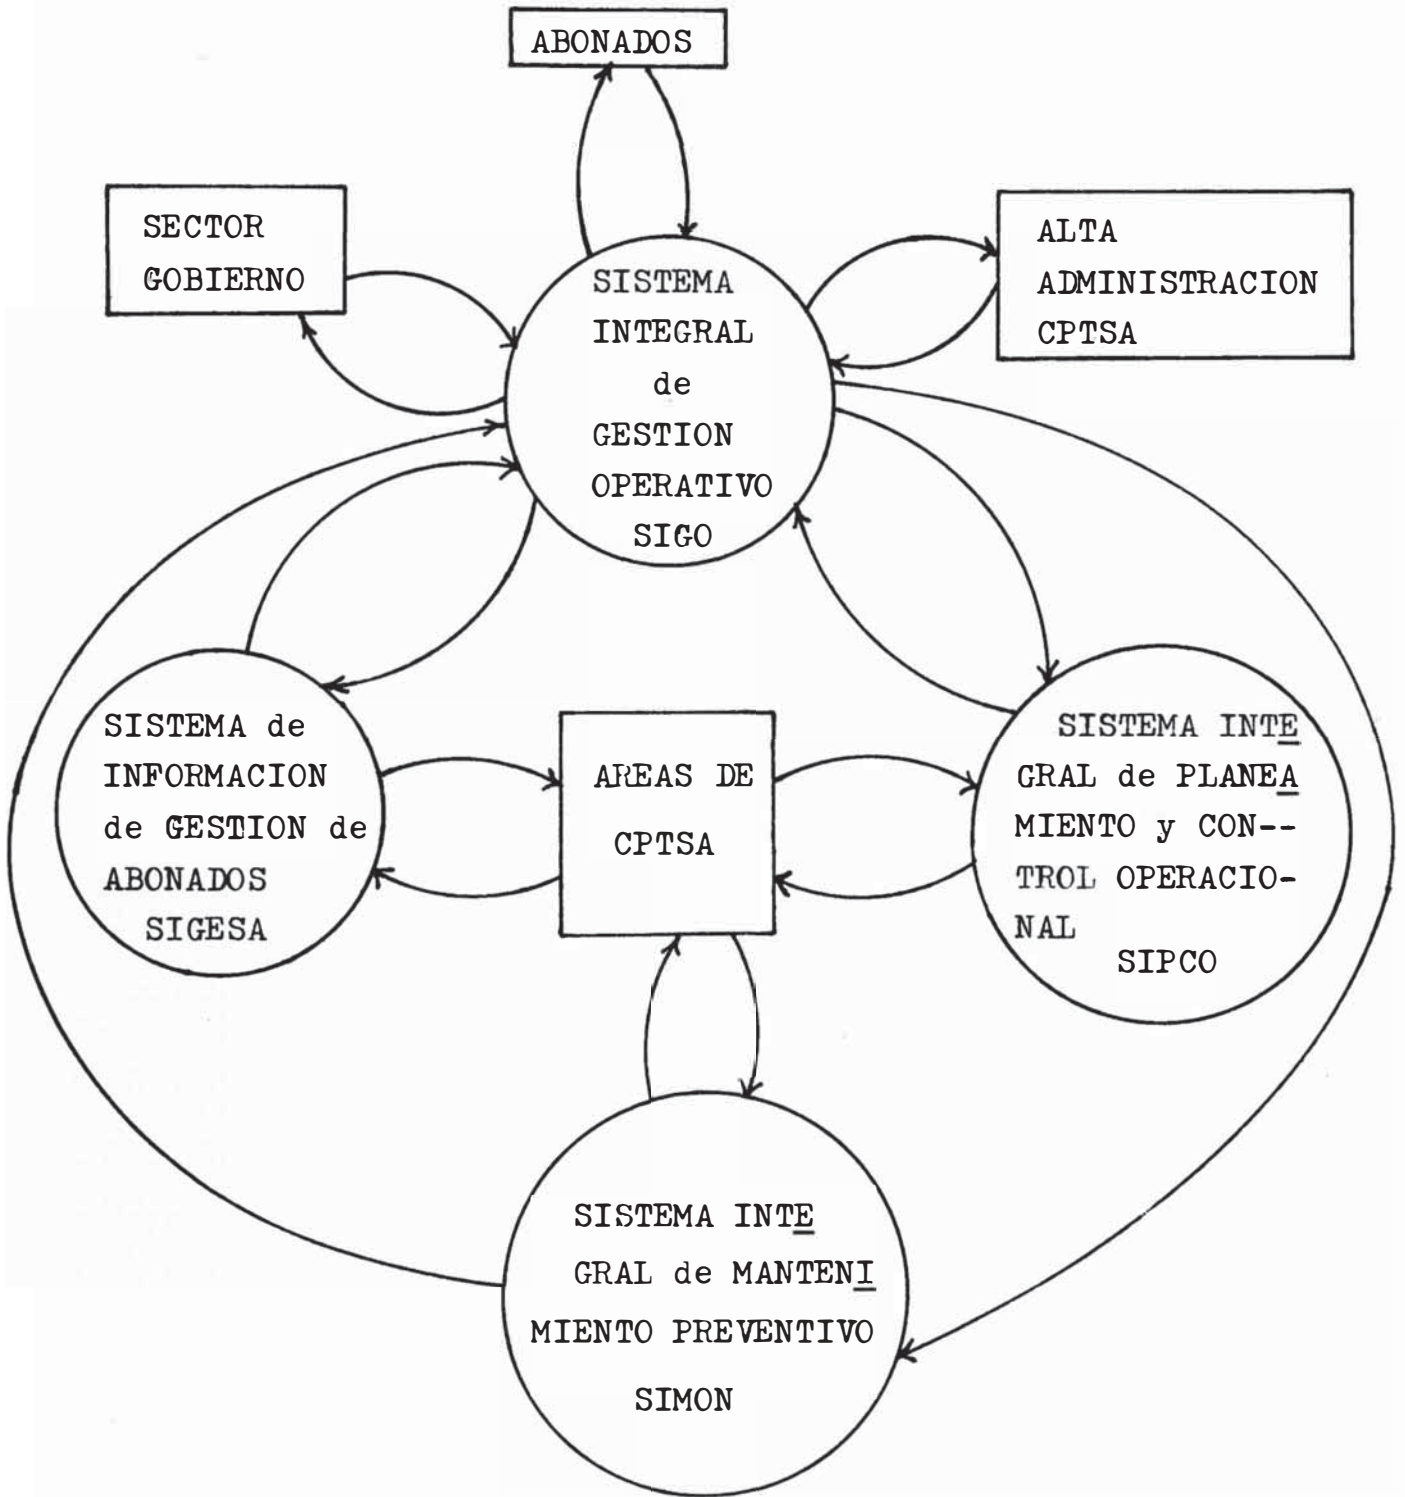 ABONADOS
SECTOR
GOBIERNO
ALTA
ADMINISTRACION
CPTSA
SISTEMA
INTEGRAL
de
GESTION
OPERATIVO
SIGO
SISTEMA de
INFORMACION
de GESTION de
ABONADOS
SIGESA
AREAS DE
CPTSA
SISTEMA INTE
GRAL de PLANEA
MIENTO y CON--
TROL OPERACIO-
NAL
SIPCO
SISTEMA INTE
GRAL de MANTENI
MIENTO PREVENTIVO
SIMON